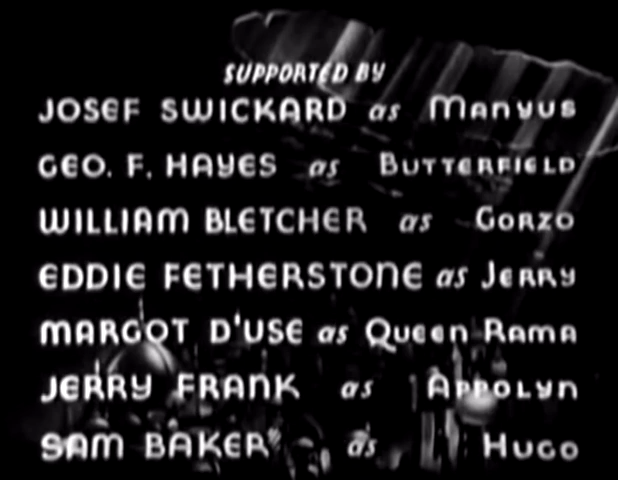 SUPPORTED BY
JOSEF SWICKARD as MANYUS
GEO. F. HAYES as BUTTERFIELD
WILLIAM BLETCHER as GORZO
EDDIE FETHERSTONE as JERRY
MARGOT D'USE as QUEEN RAMA
JERRY FRANK as APPOLYN
SAM BAKER as HUGO